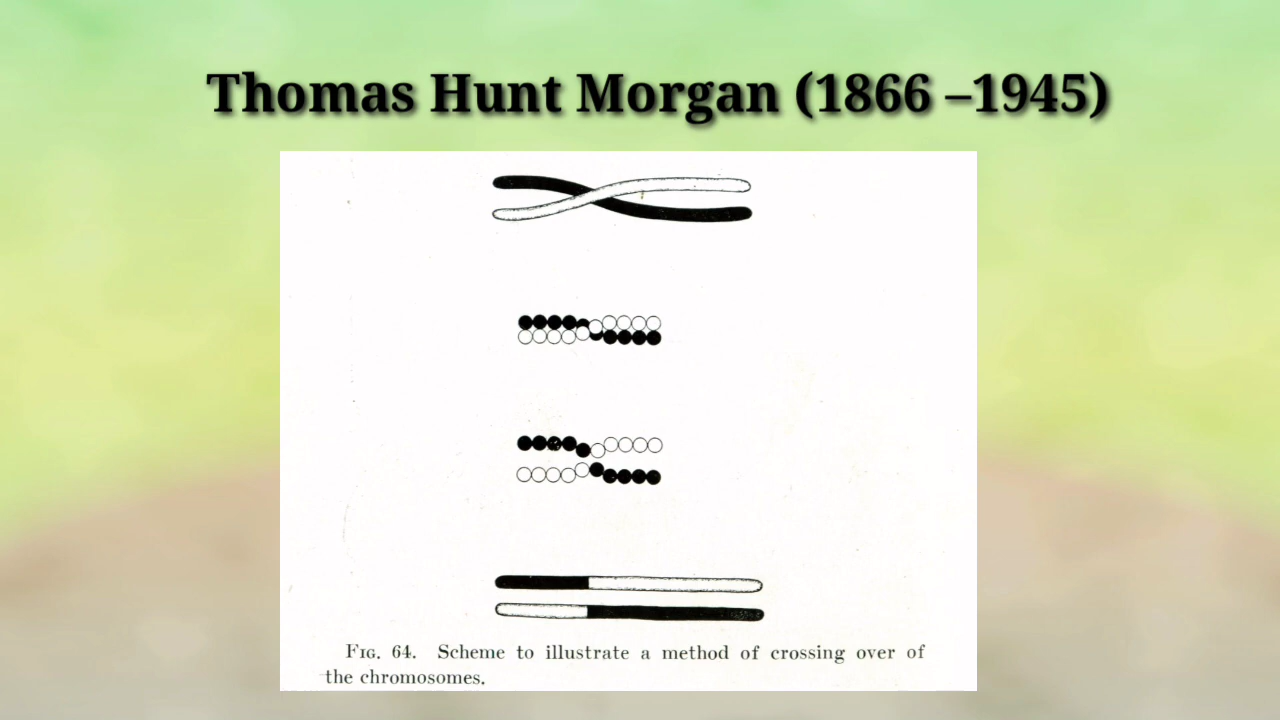 Thomas Hunt Morgan (1866 –1945)
Fig. 64. Scheme to illustrate a method of crossing over of
the chromosomes.